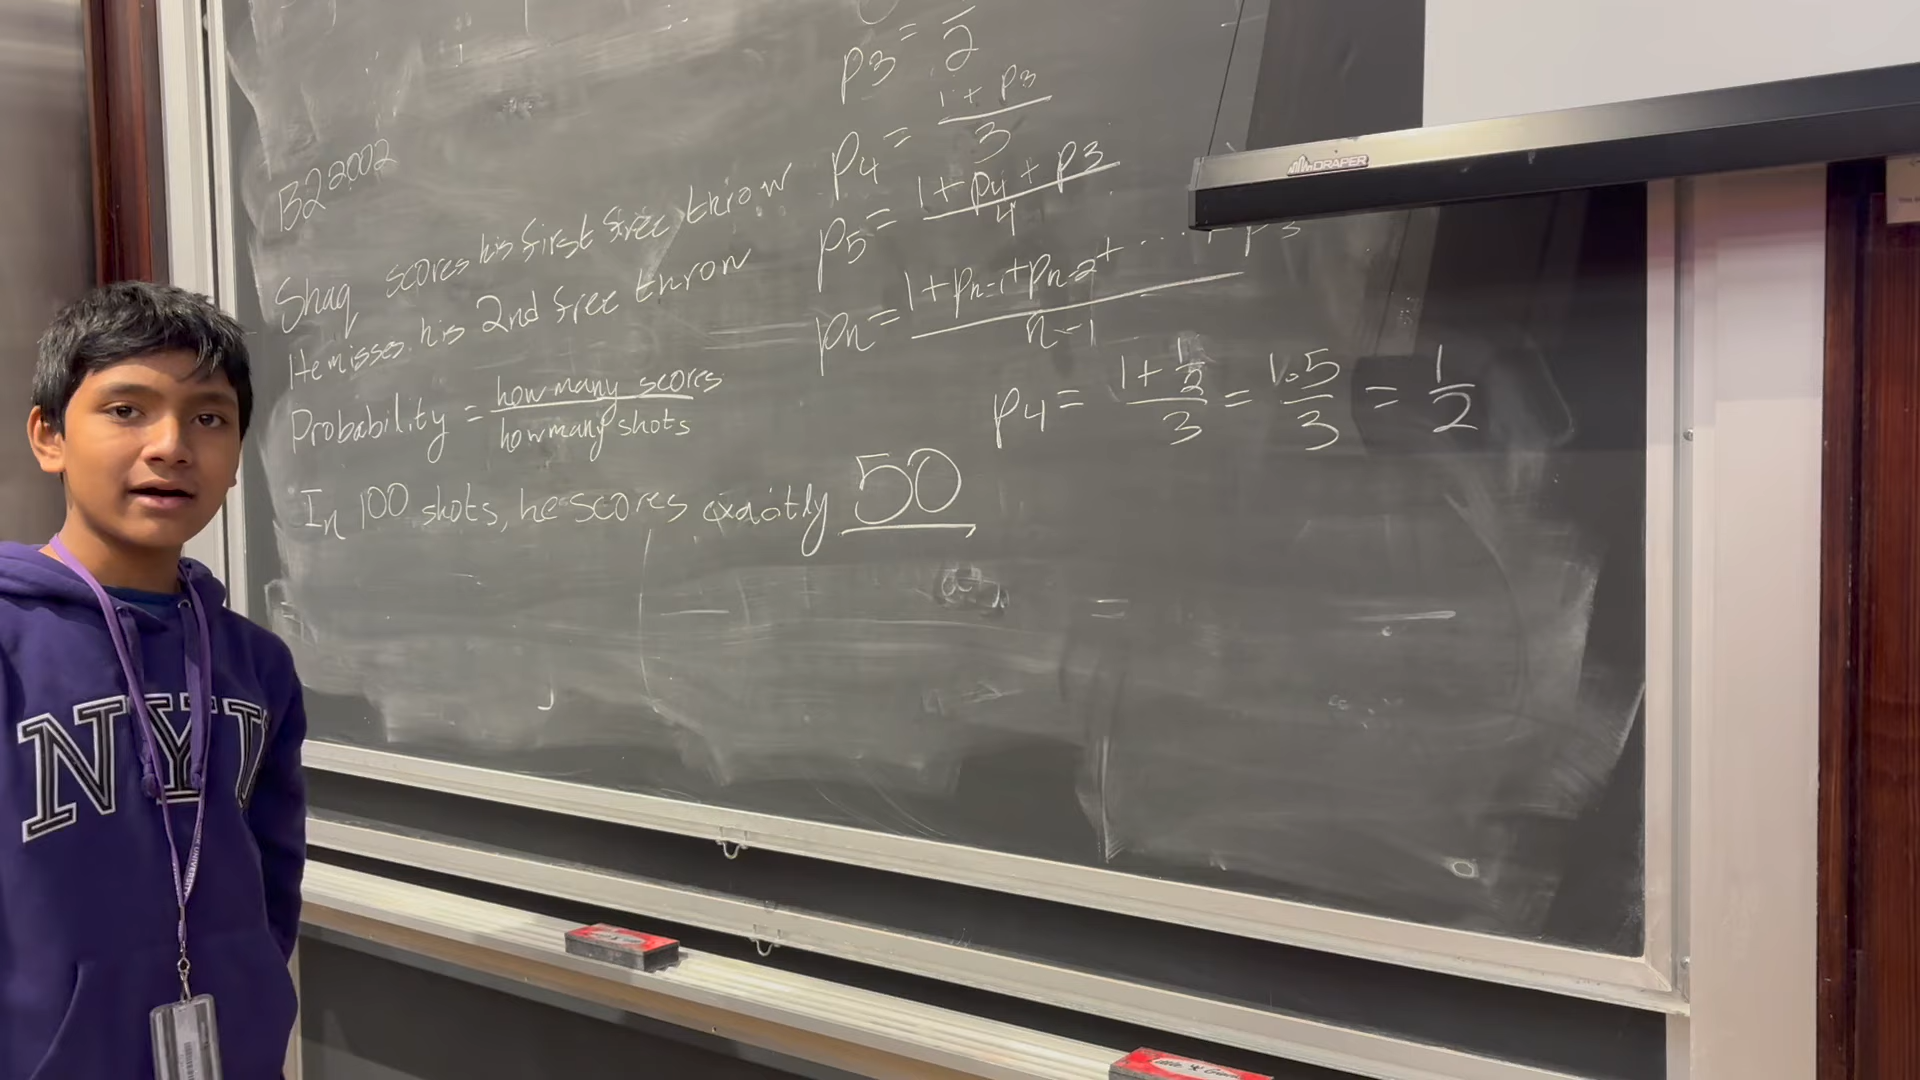 B2 2002
Shaq scores his first free throw
He misses his 2nd free throw
Probability = how many scores / how many shots
In 100 shots, he scores exactly 50
p3 = 1/2
p4 = 1 + p3 / 3
p5 = 1 + p4 + p3 / 4
pn = 1 + pn-1 + pn-2 + ... + p3 / n-1
p4 = 1 + 1/2 / 3 = 1.5 / 3 = 1/2
DRAPER
NYU